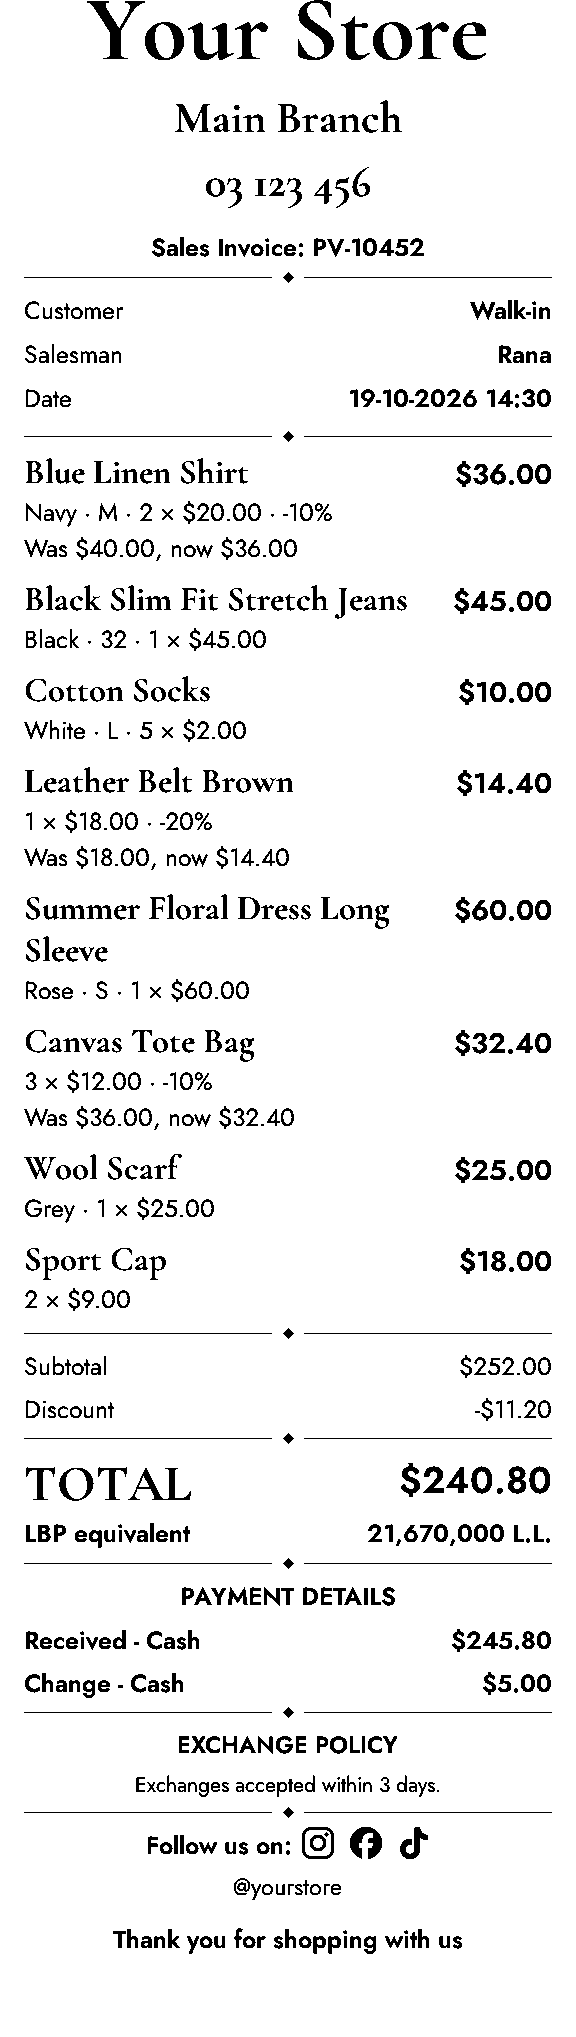 Your Store
Main Branch
03 123 456
Sales Invoice: PV-10452
Customer Walk-in
Salesman Rana
Date 19-10-2026 14:30
Blue Linen Shirt $36.00
Navy · M · 2 × $20.00 · -10%
Was $40.00, now $36.00
Black Slim Fit Stretch Jeans $45.00
Black · 32 · 1 × $45.00
Cotton Socks $10.00
White · L · 5 × $2.00
Leather Belt Brown $14.40
1 × $18.00 · -20%
Was $18.00, now $14.40
Summer Floral Dress Long $60.00
Sleeve
Rose · S · 1 × $60.00
Canvas Tote Bag $32.40
3 × $12.00 · -10%
Was $36.00, now $32.40
Wool Scarf $25.00
Grey · 1 × $25.00
Sport Cap $18.00
2 × $9.00
Subtotal $252.00
Discount -$11.20
TOTAL $240.80
LBP equivalent 21,670,000 L.L.
PAYMENT DETAILS
Received - Cash $245.80
Change - Cash $5.00
EXCHANGE POLICY
Exchanges accepted within 3 days.
Follow us on:
@yourstore
Thank you for shopping with us